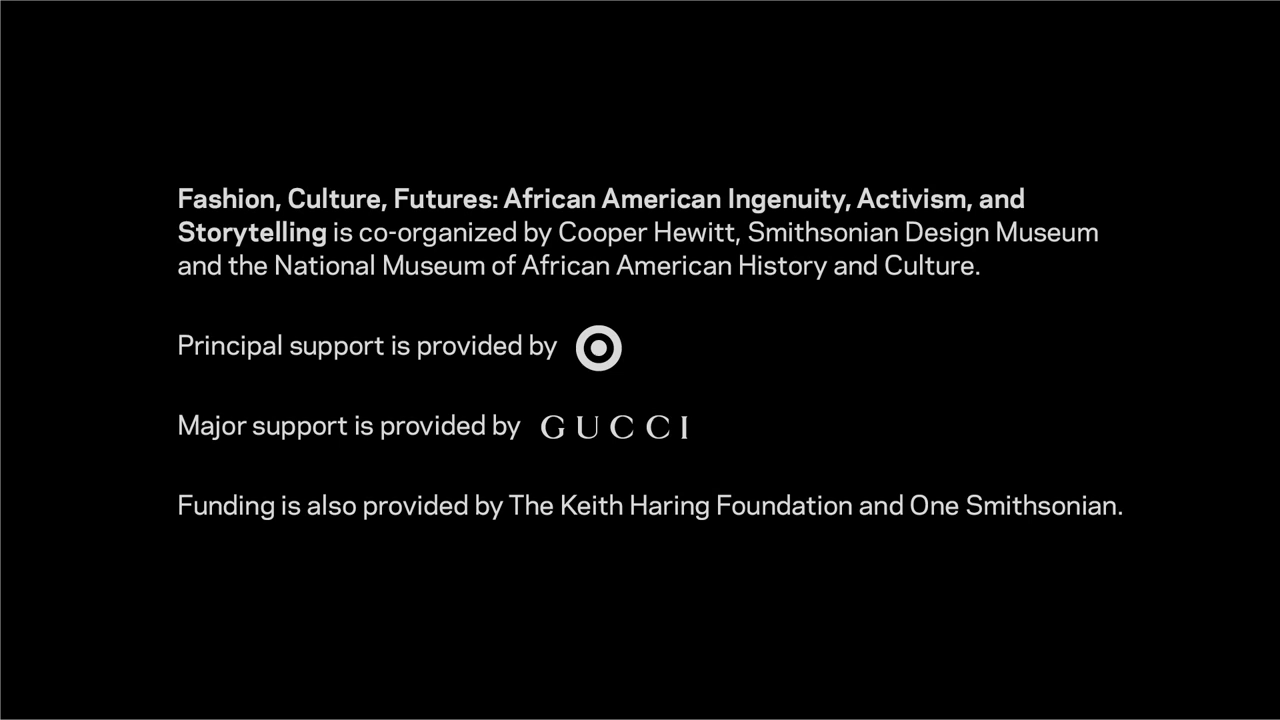 Fashion, Culture, Futures: African American Ingenuity, Activism, and
Storytelling is co-organized by Cooper Hewitt, Smithsonian Design Museum
and the National Museum of African American History and Culture.
Principal support is provided by
Major support is provided by GUCCI
Funding is also provided by The Keith Haring Foundation and One Smithsonian.